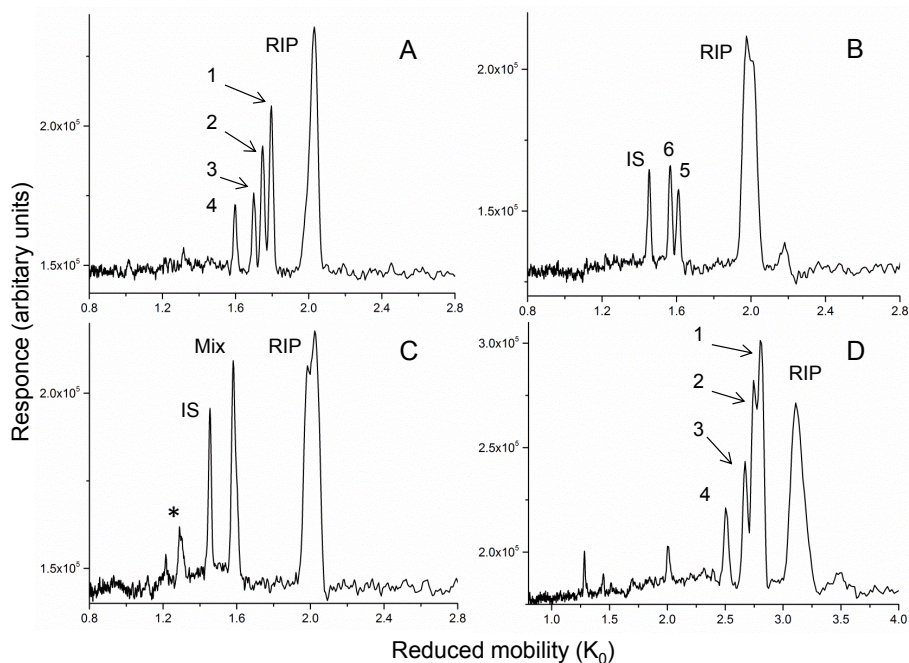 Responce (arbitary units)
A
RIP
1
2
3
4
2.0x10⁵
1.5x10⁵
0.8 1.2 1.6 2.0 2.4 2.8
B
RIP
IS
6
5
2.0x10⁵
1.5x10⁵
0.8 1.2 1.6 2.0 2.4 2.8
C
Mix
RIP
IS
*
2.0x10⁵
1.5x10⁵
0.8 1.2 1.6 2.0 2.4 2.8
D
1
RIP
2
3
4
3.0x10⁵
2.5x10⁵
2.0x10⁵
1.0 1.5 2.0 2.5 3.0 3.5 4.0
Reduced mobility (K₀)